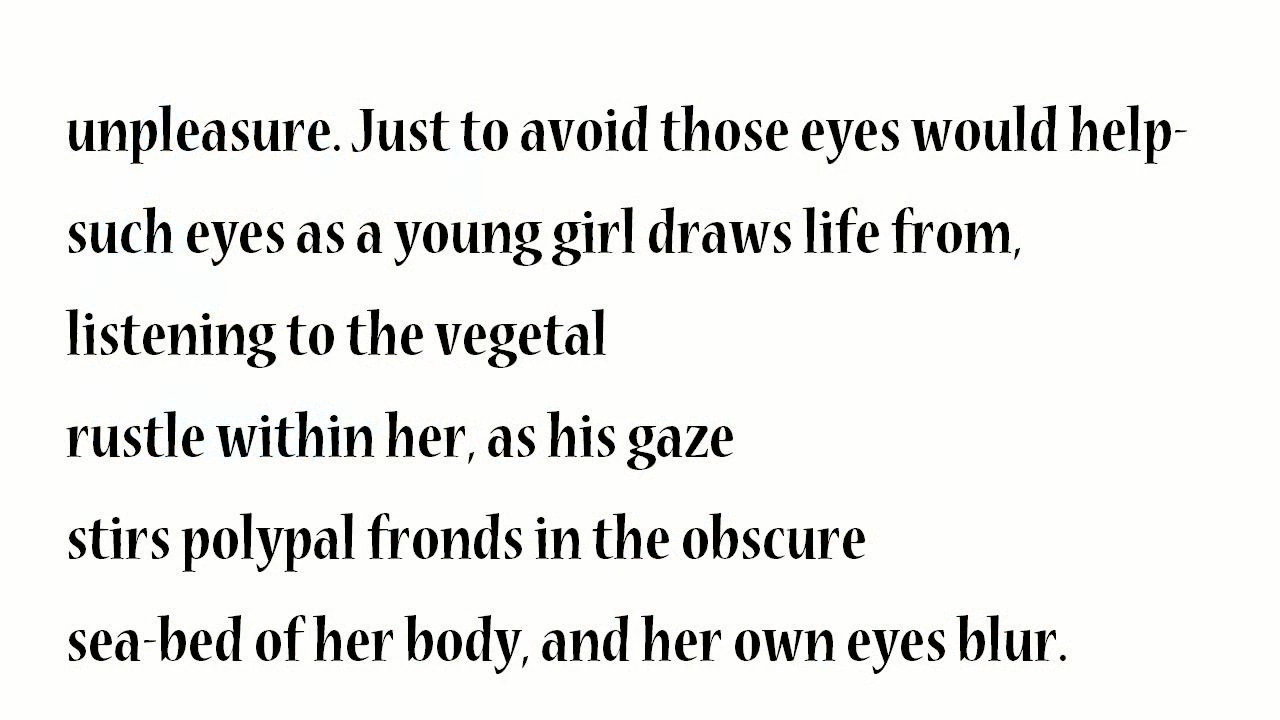 unpleasure. Just to avoid those eyes would help-
such eyes as a young girl draws life from,
listening to the vegetal
rustle within her, as his gaze
stirs polypal fronds in the obscure
sea-bed of her body, and her own eyes blur.